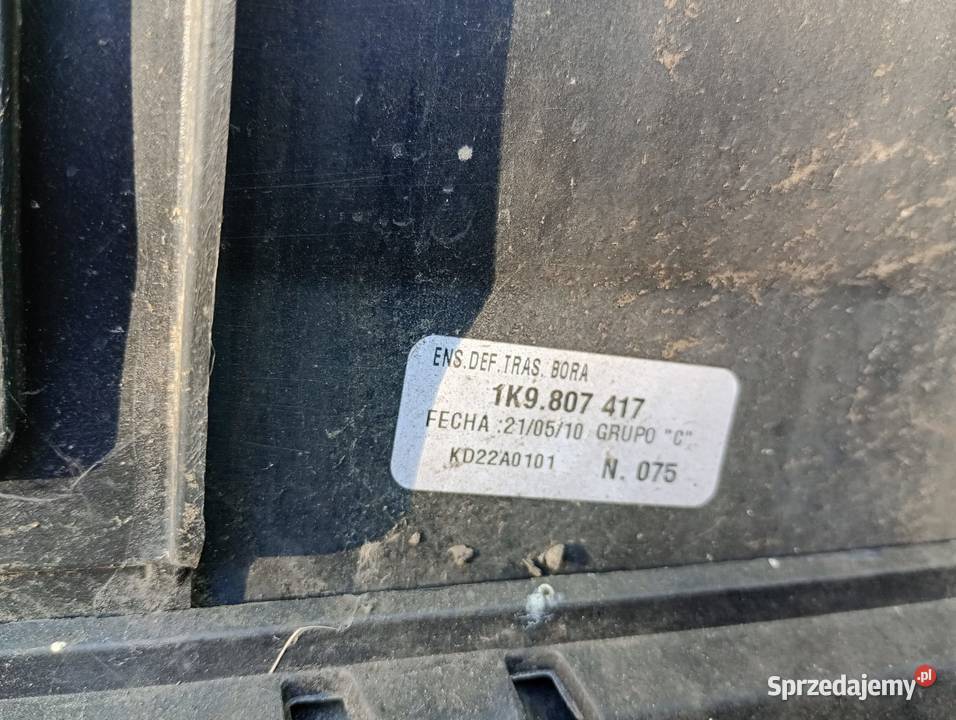 ENS.DEF.TRAS. BORA
1K9.807 417
FECHA :21/05/10 GRUPO "C"
KD22A0101 N. 075
Sprzedajemy.pl